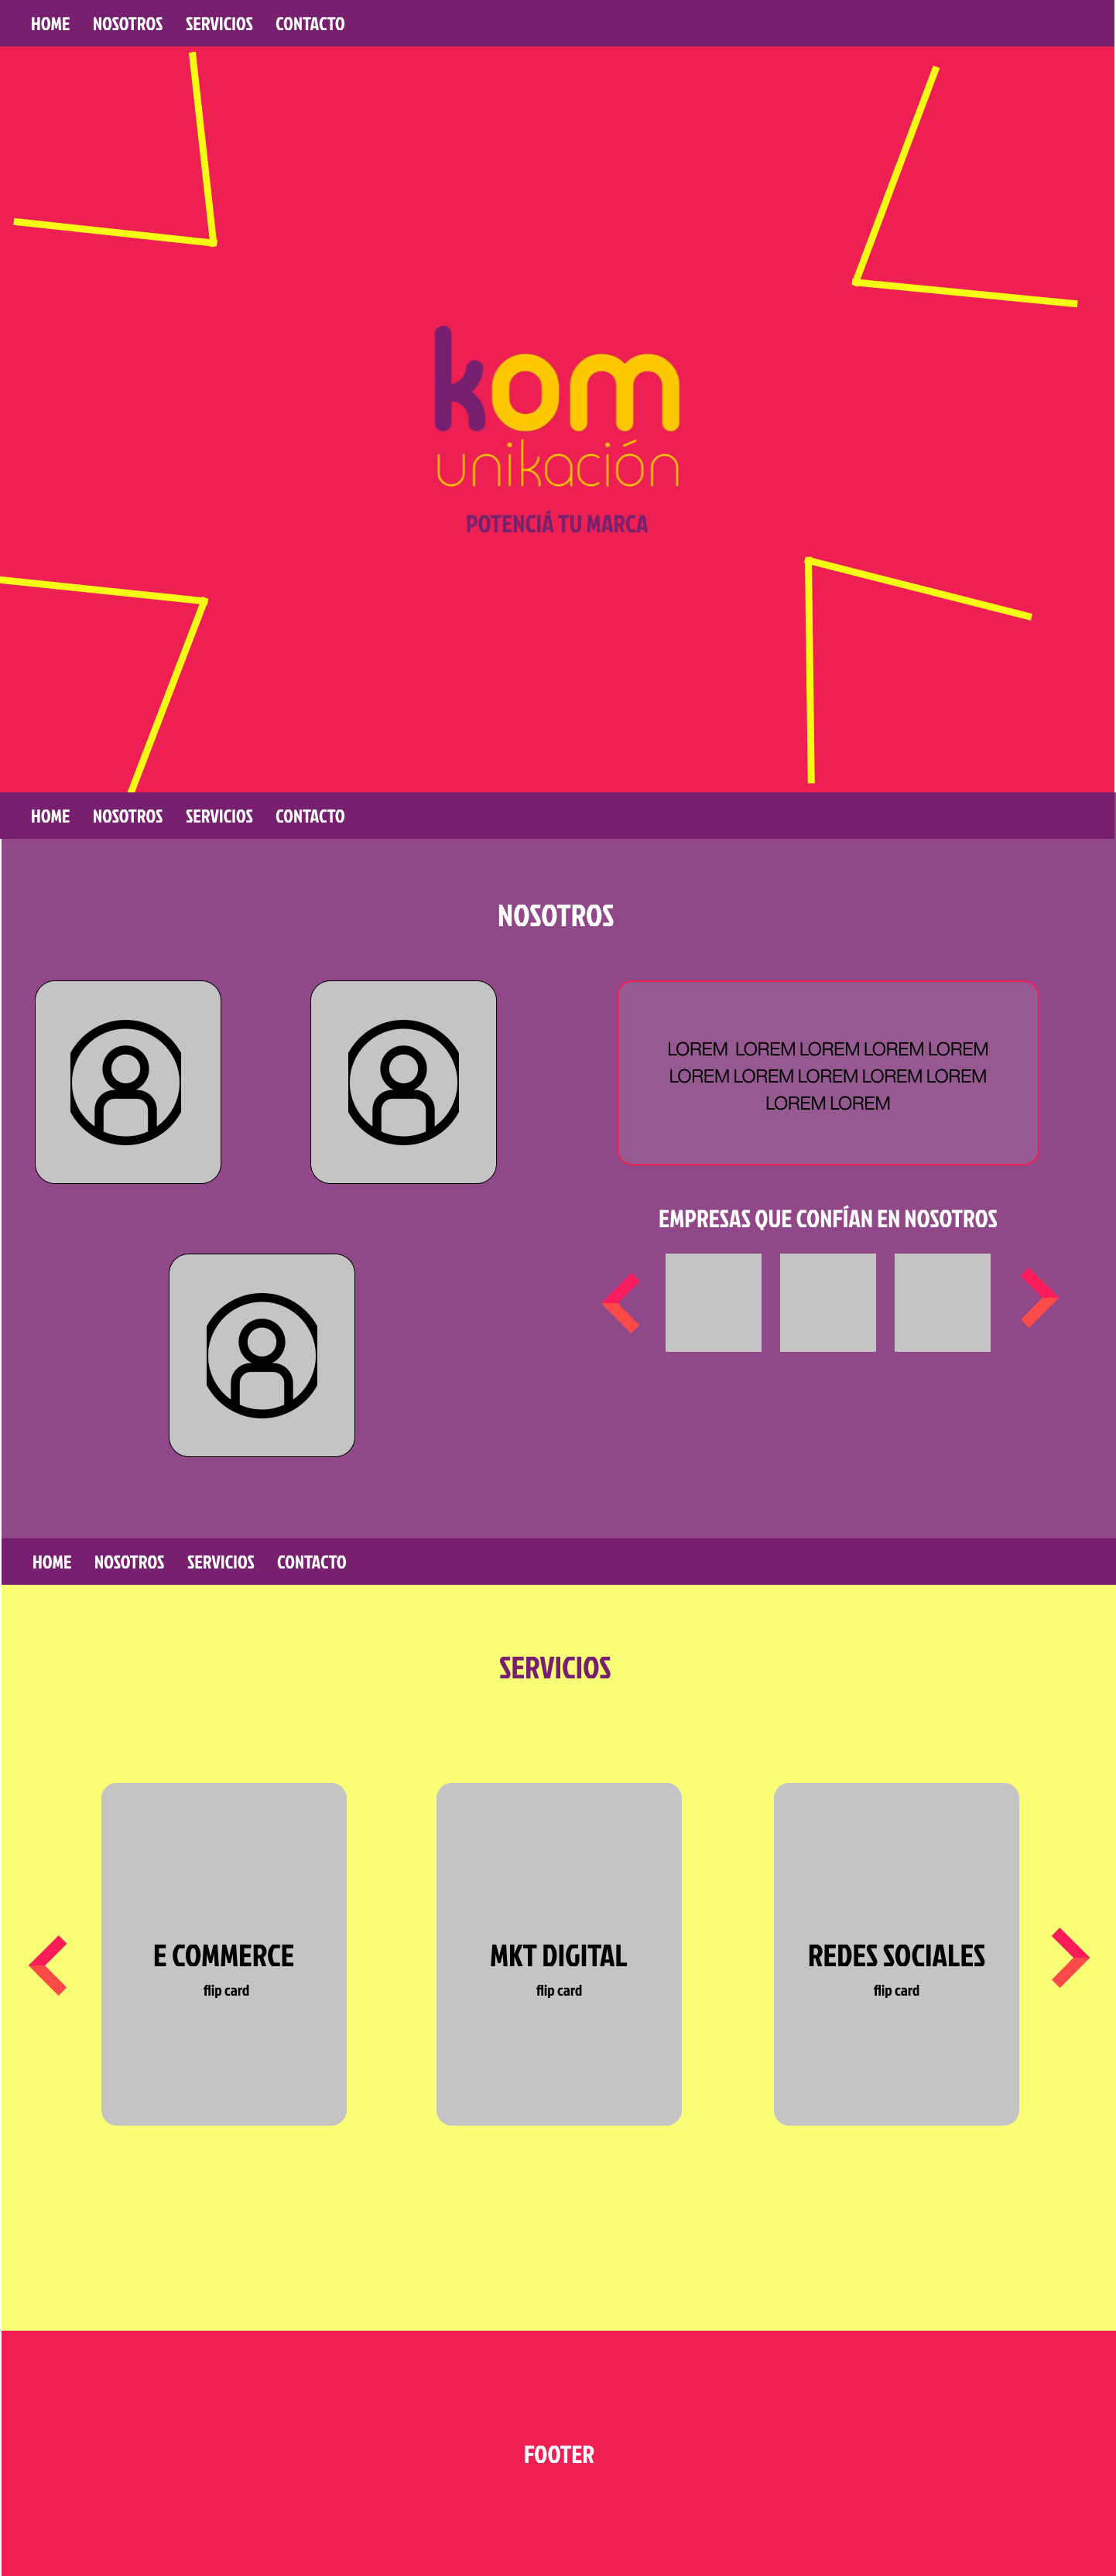 HOME NOSOTROS SERVICIOS CONTACTO
kom
unikación
POTENCIÁ TU MARCA
HOME NOSOTROS SERVICIOS CONTACTO
NOSOTROS
LOREM LOREM LOREM LOREM LOREM
LOREM LOREM LOREM LOREM LOREM
LOREM LOREM
EMPRESAS QUE CONFÍAN EN NOSOTROS
HOME NOSOTROS SERVICIOS CONTACTO
SERVICIOS
E COMMERCE
flip card
MKT DIGITAL
flip card
REDES SOCIALES
flip card
FOOTER